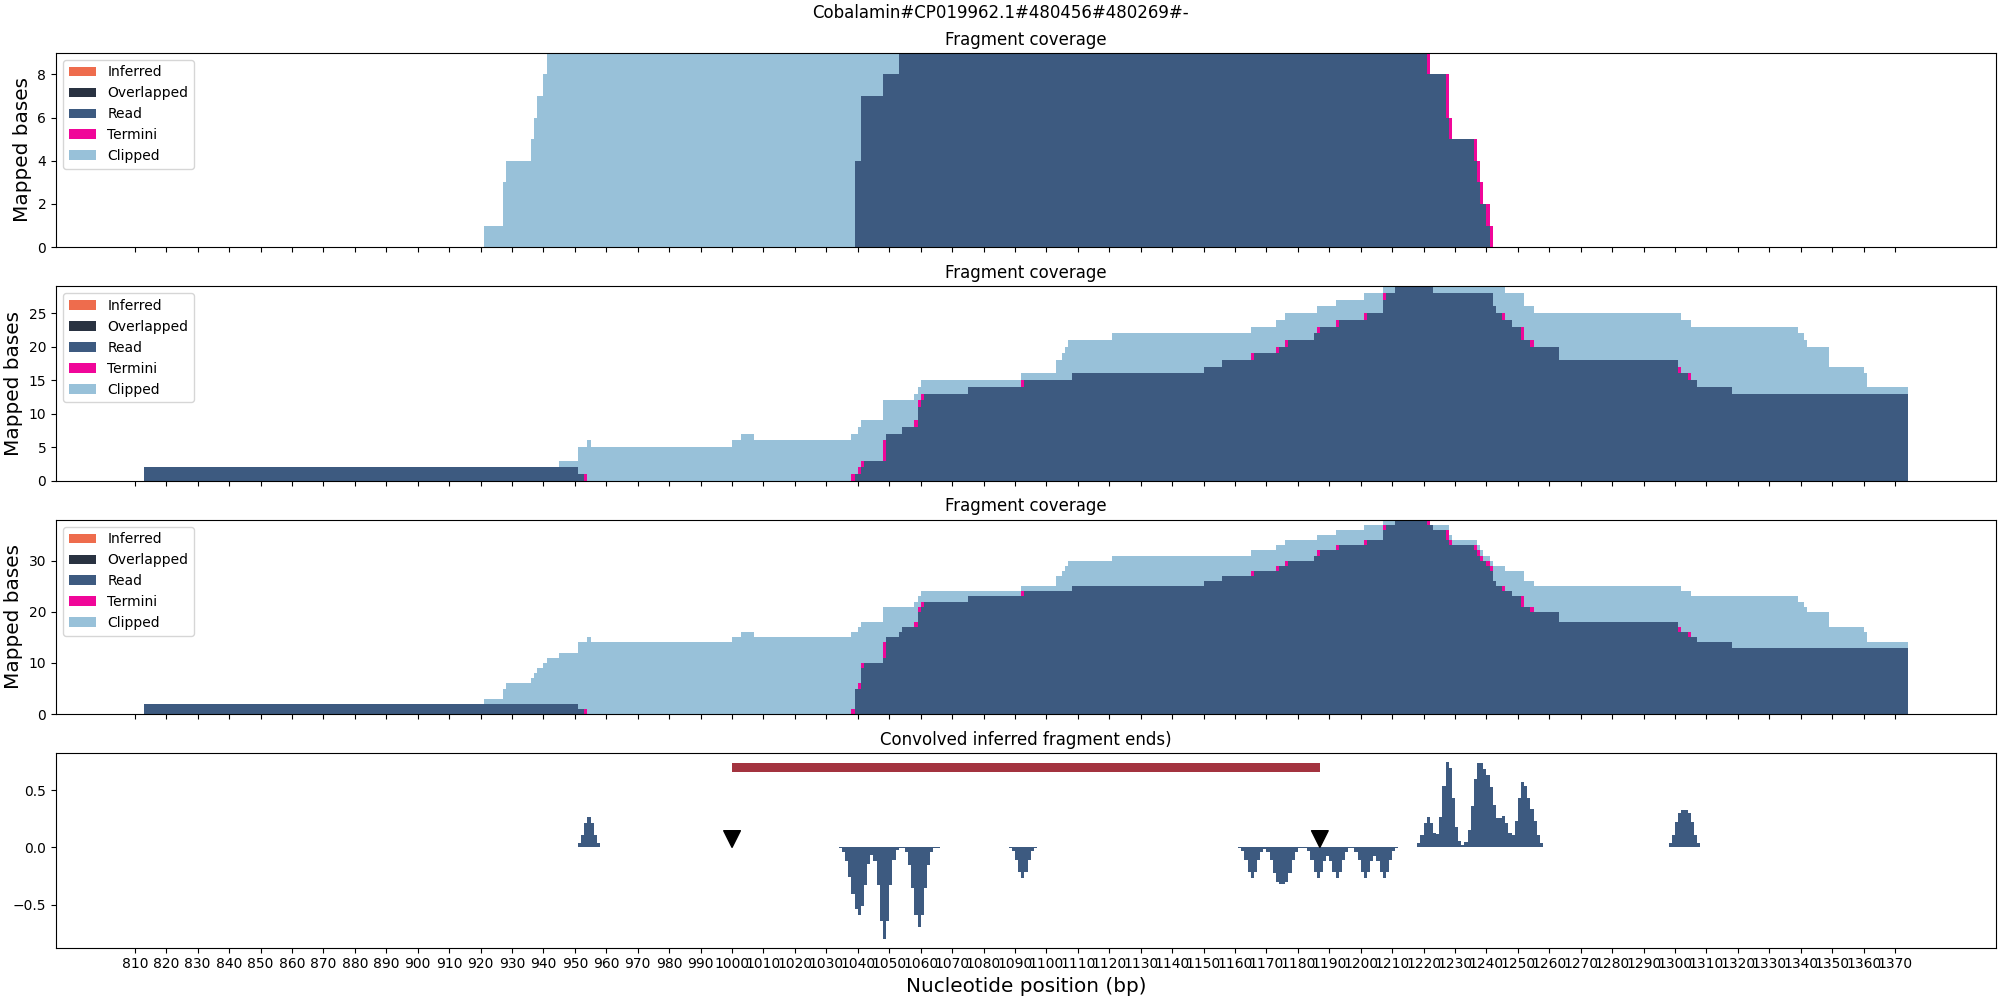 Cobalamin#CP019962.1#480456#480269#-
Fragment coverage
Mapped bases
8
6
4
2
0
Inferred
Overlapped
Read
Termini
Clipped
Fragment coverage
Mapped bases
25
20
15
10
5
0
Inferred
Overlapped
Read
Termini
Clipped
Fragment coverage
Mapped bases
30
20
10
0
Inferred
Overlapped
Read
Termini
Clipped
Convolved inferred fragment ends)
0.5
0.0
−0.5
810 820 830 840 850 860 870 880 890 900 910 920 930 940 950 960 970 980 990 1000 1010 1020 1030 1040 1050 1060 1070 1080 1090 1100 1110 1120 1130 1140 1150 1160 1170 1180 1190 1200 1210 1220 1230 1240 1250 1260 1270 1280 1290 1300 1310 1320 1330 1340 1350 1360 1370
Nucleotide position (bp)